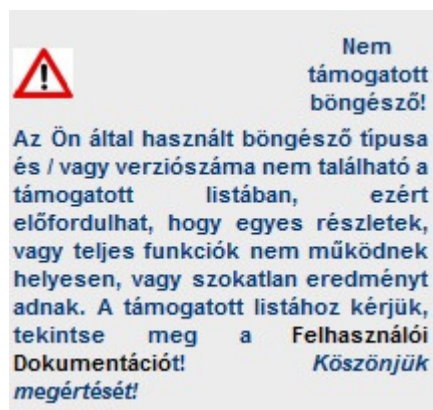 Nem
támogatott
böngésző!
Az Ön által használt böngésző típusa
és / vagy verziószáma nem található a
támogatott listában, ezért
előfordulhat, hogy egyes részletek,
vagy teljes funkciók nem működnek
helyesen, vagy szokatlan eredményt
adnak. A támogatott listához kérjük,
tekintse meg a Felhasználói
Dokumentációt! Köszönjük
megértését!